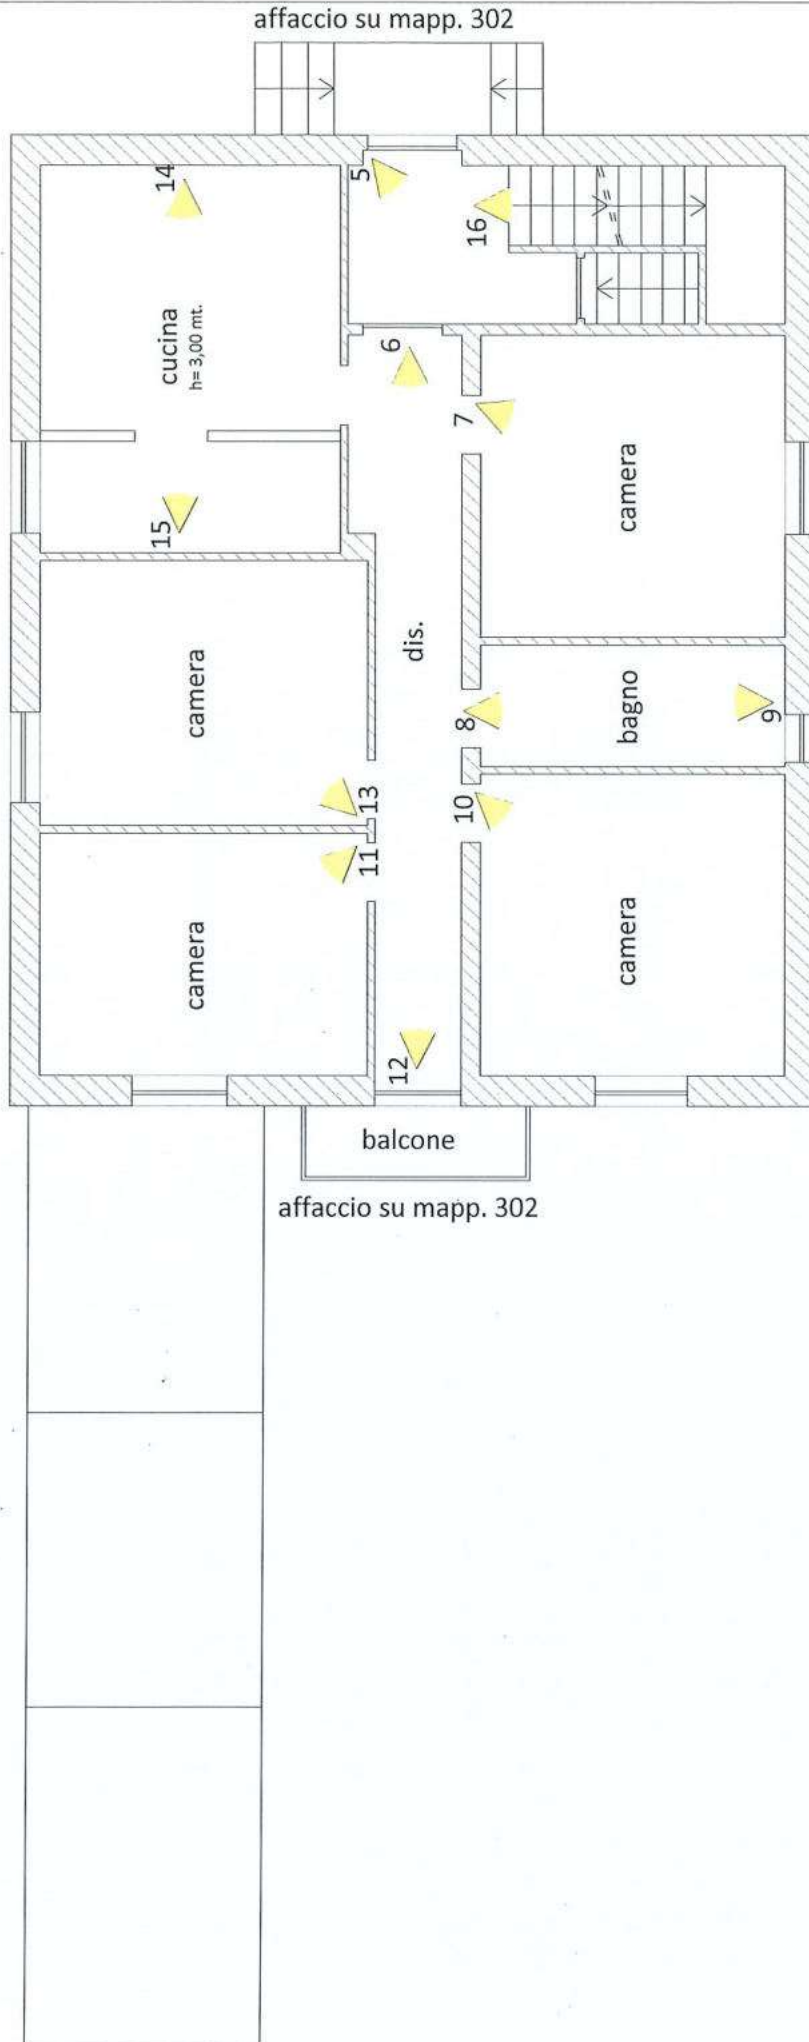 affaccio su mapp. 302
14
5
16
cucina
h= 3,00 mt.
6
7
camera
15
dis.
camera
8
bagno
9
13
10
11
camera
camera
12
balcone
affaccio su mapp. 302